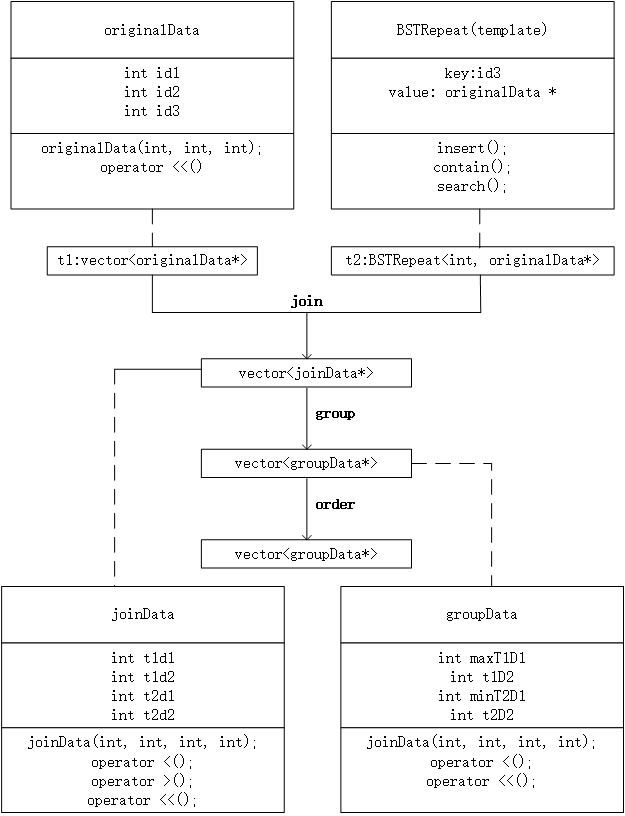 originalData
int id1
int id2
int id3
originalData(int, int, int);
operator <<()
BSTRepeat(template)
key:id3
value: originalData *
insert();
contain();
search();
t1:vector<originalData*>
t2:BSTRepeat<int, originalData*>
join
vector<joinData*>
group
vector<groupData*>
order
vector<groupData*>
joinData
int t1d1
int t1d2
int t2d1
int t2d2
joinData(int, int, int, int);
operator <();
operator >();
operator <<();
groupData
int maxT1D1
int t1D2
int minT2D1
int t2D2
joinData(int, int, int, int);
operator <();
operator <<();